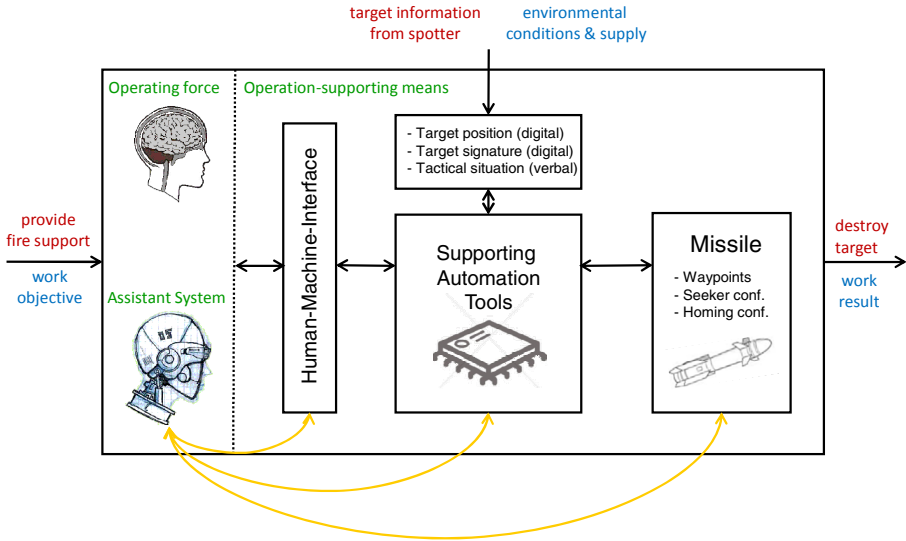 target information
from spotter
environmental
conditions & supply
Operating force
Operation-supporting means
- Target position (digital)
- Target signature (digital)
- Tactical situation (verbal)
provide
fire support
work
objective
Assistant System
Human-Machine-Interface
Supporting
Automation
Tools
Missile
- Waypoints
- Seeker conf.
- Homing conf.
destroy
target
work
result